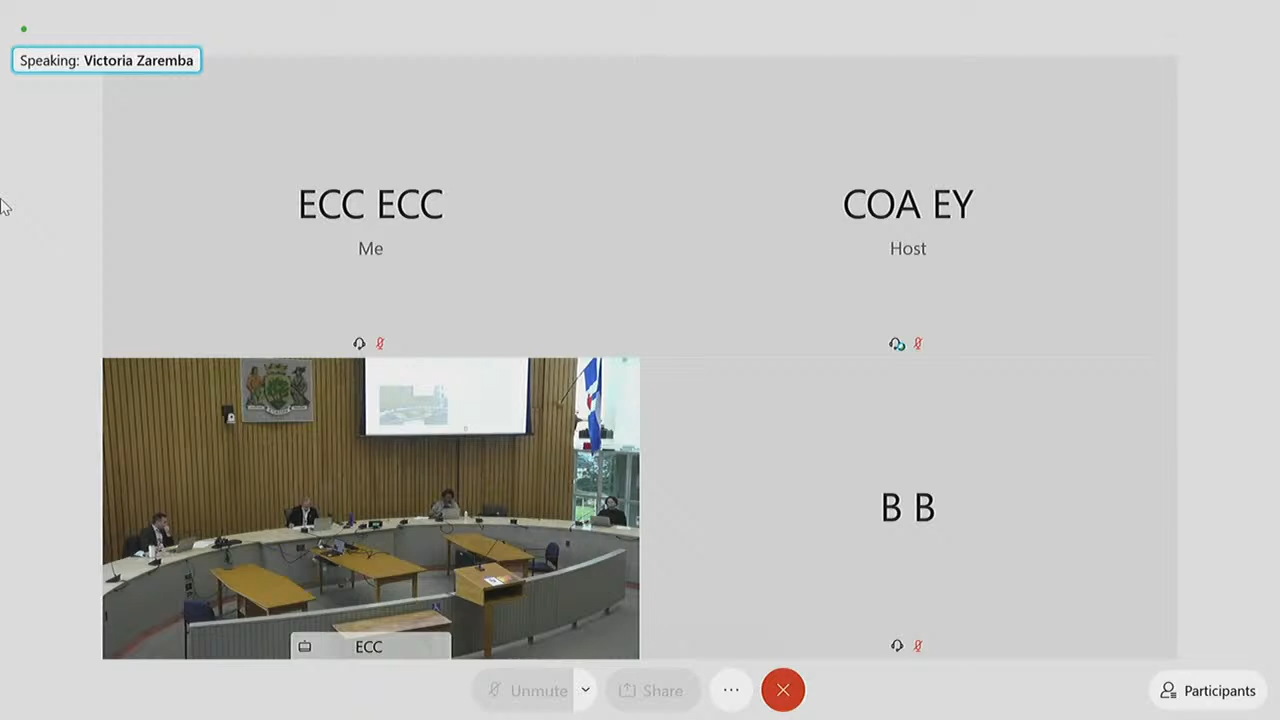 Speaking: Victoria Zaremba
ECC ECC
Me
COA EY
Host
ECC
B B
Unmute
Share
Participants